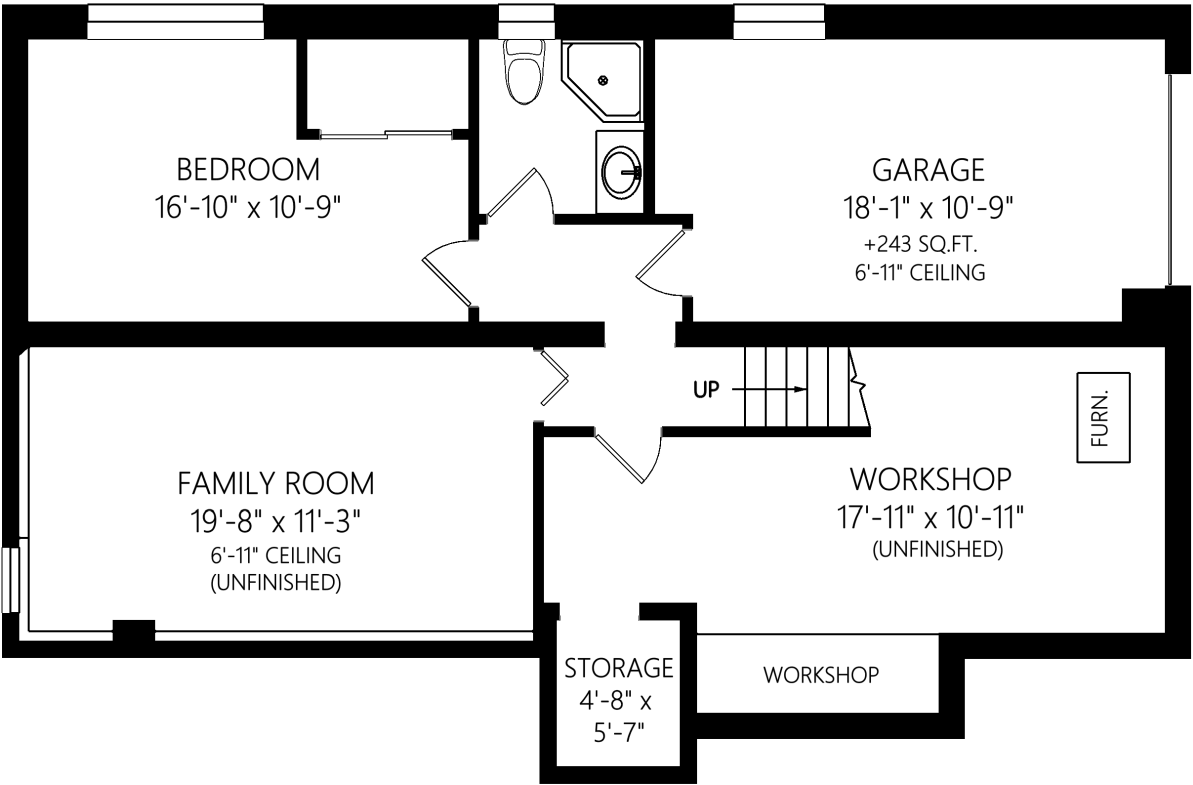 BEDROOM
16'-10" x 10'-9"
GARAGE
18'-1" x 10'-9"
+243 SQ.FT.
6'-11" CEILING
UP
FURN.
FAMILY ROOM
19'-8" x 11'-3"
6'-11" CEILING
(UNFINISHED)
WORKSHOP
17'-11" x 10'-11"
(UNFINISHED)
STORAGE
4'-8" x
5'-7"
WORKSHOP